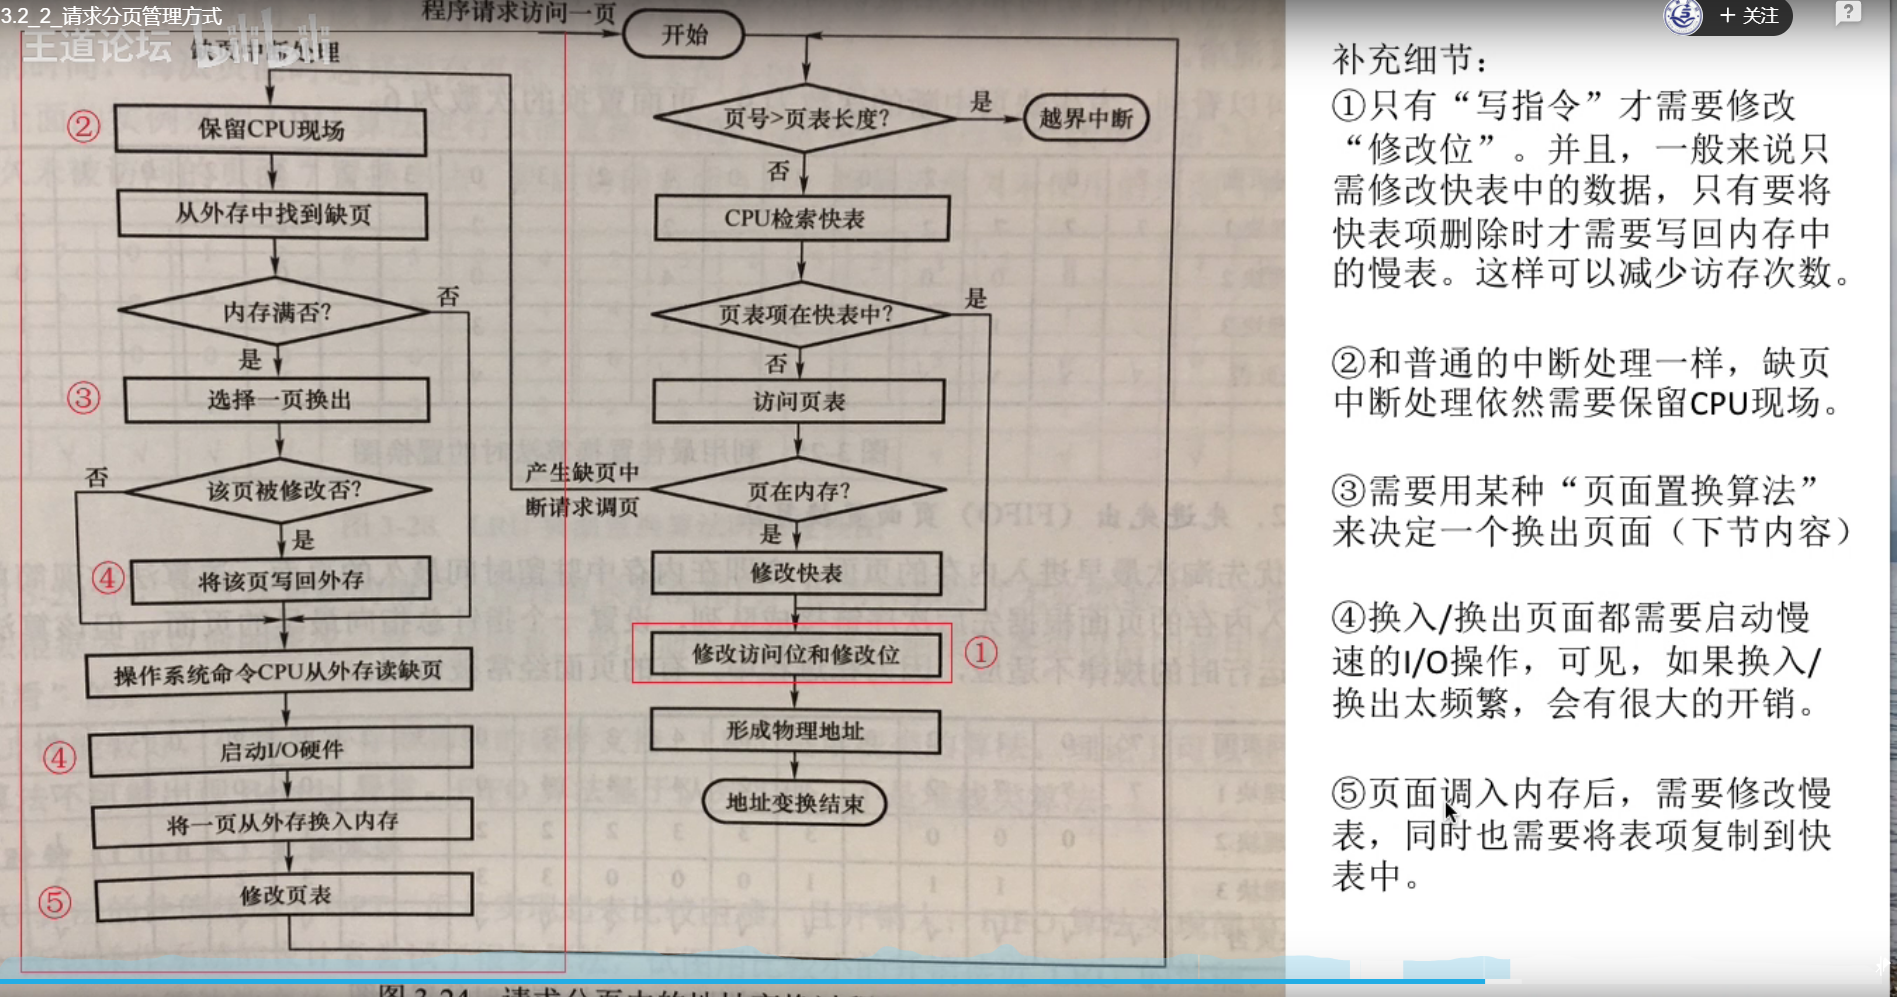 3.2_2_请求分页管理方式
王道论坛
bilibili
+ 关注
程序请求访问一页
开始
缺页中断处理
②
保留CPU现场
从外存中找到缺页
内存满否?
否
是
③
选择一页换出
否
该页被修改否?
是
④
将该页写回外存
操作系统命令CPU从外存读缺页
④
启动I/O硬件
将一页从外存换入内存
⑤
修改页表
页号>页表长度?
是
越界中断
否
CPU检索快表
页表项在快表中?
是
否
访问页表
产生缺页中
断请求调页
页在内存?
是
修改快表
修改访问位和修改位
①
形成物理地址
地址变换结束
补充细节：
①只有“写指令”才需要修改
“修改位”。并且，一般来说只
需修改快表中的数据，只有要将
快表项删除时才需要写回内存中
的慢表。这样可以减少访存次数。
②和普通的中断处理一样，缺页
中断处理依然需要保留CPU现场。
③需要用某种“页面置换算法”
来决定一个换出页面（下节内容）
④换入/换出页面都需要启动慢
速的I/O操作，可见，如果换入/
换出太频繁，会有很大的开销。
⑤页面调入内存后，需要修改慢
表，同时也需要将表项复制到快
表中。